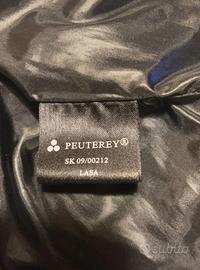 PEUTEREY®
SK 09/00212
LASA
subito